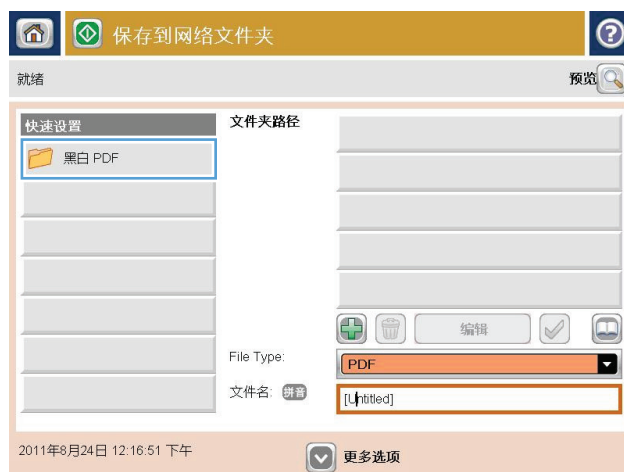 保存到网络文件夹
就绪
预览
快速设置
文件夹路径
黑白 PDF
编辑
File Type:
PDF
文件名:
拼音
[Untitled]
2011年8月24日 12:16:51 下午
更多选项